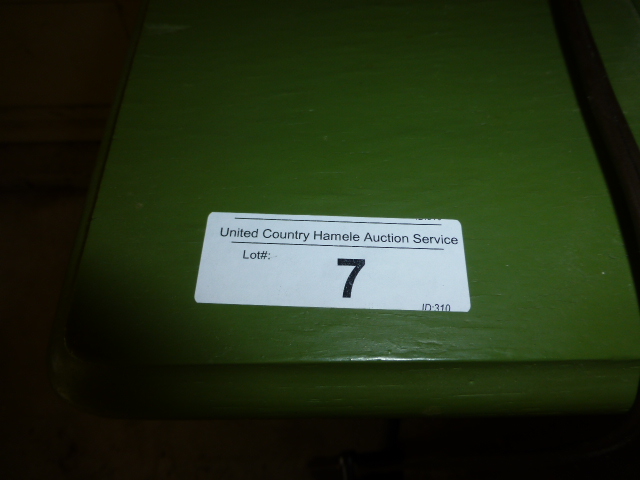 United Country Hamele Auction Service
Lot#:
7
ID:310